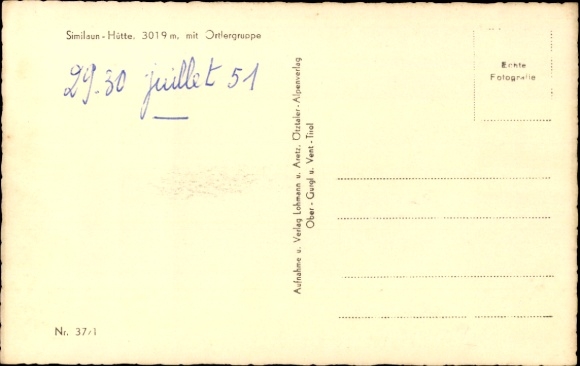 Similaun - Hütte, 3019 m, mit Ortlergruppe
29.30 juillet 51
Echte
Fotografie
Aufnahme u. Verlag Lohmann u. Aretz, Ötztaler - Alpenverlag
Ober - Gurgl u. Vent - Tirol
Nr. 37/1